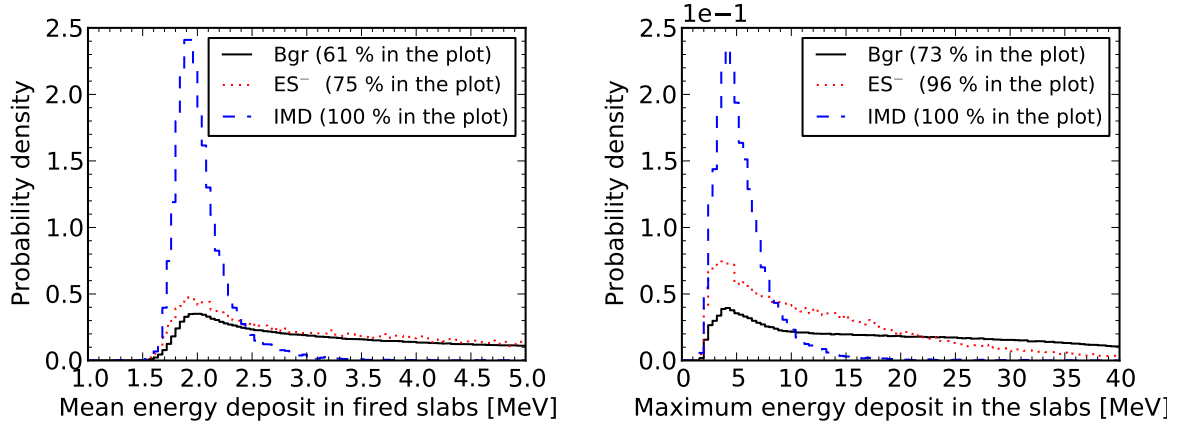 2.5
2.0
1.5
1.0
0.5
0.0
Probability density
Bgr (61 % in the plot)
ES⁻ (75 % in the plot)
IMD (100 % in the plot)
1.0 1.5 2.0 2.5 3.0 3.5 4.0 4.5 5.0
Mean energy deposit in fired slabs [MeV]
1e−1
2.5
2.0
1.5
1.0
0.5
0.0
Probability density
Bgr (73 % in the plot)
ES⁻ (96 % in the plot)
IMD (100 % in the plot)
0 5 10 15 20 25 30 35 40
Maximum energy deposit in the slabs [MeV]